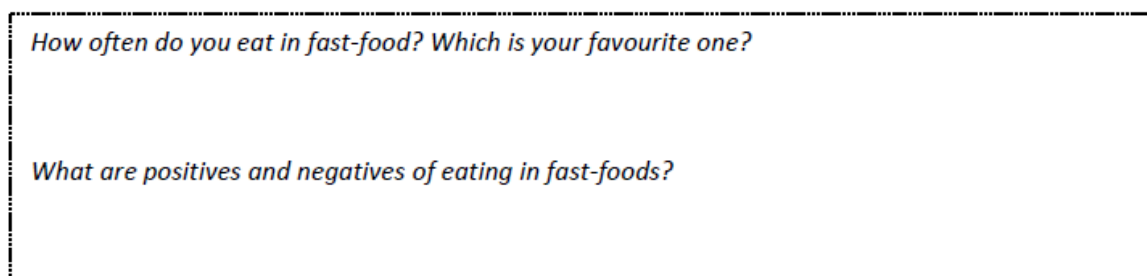 How often do you eat in fast-food? Which is your favourite one?
What are positives and negatives of eating in fast-foods?